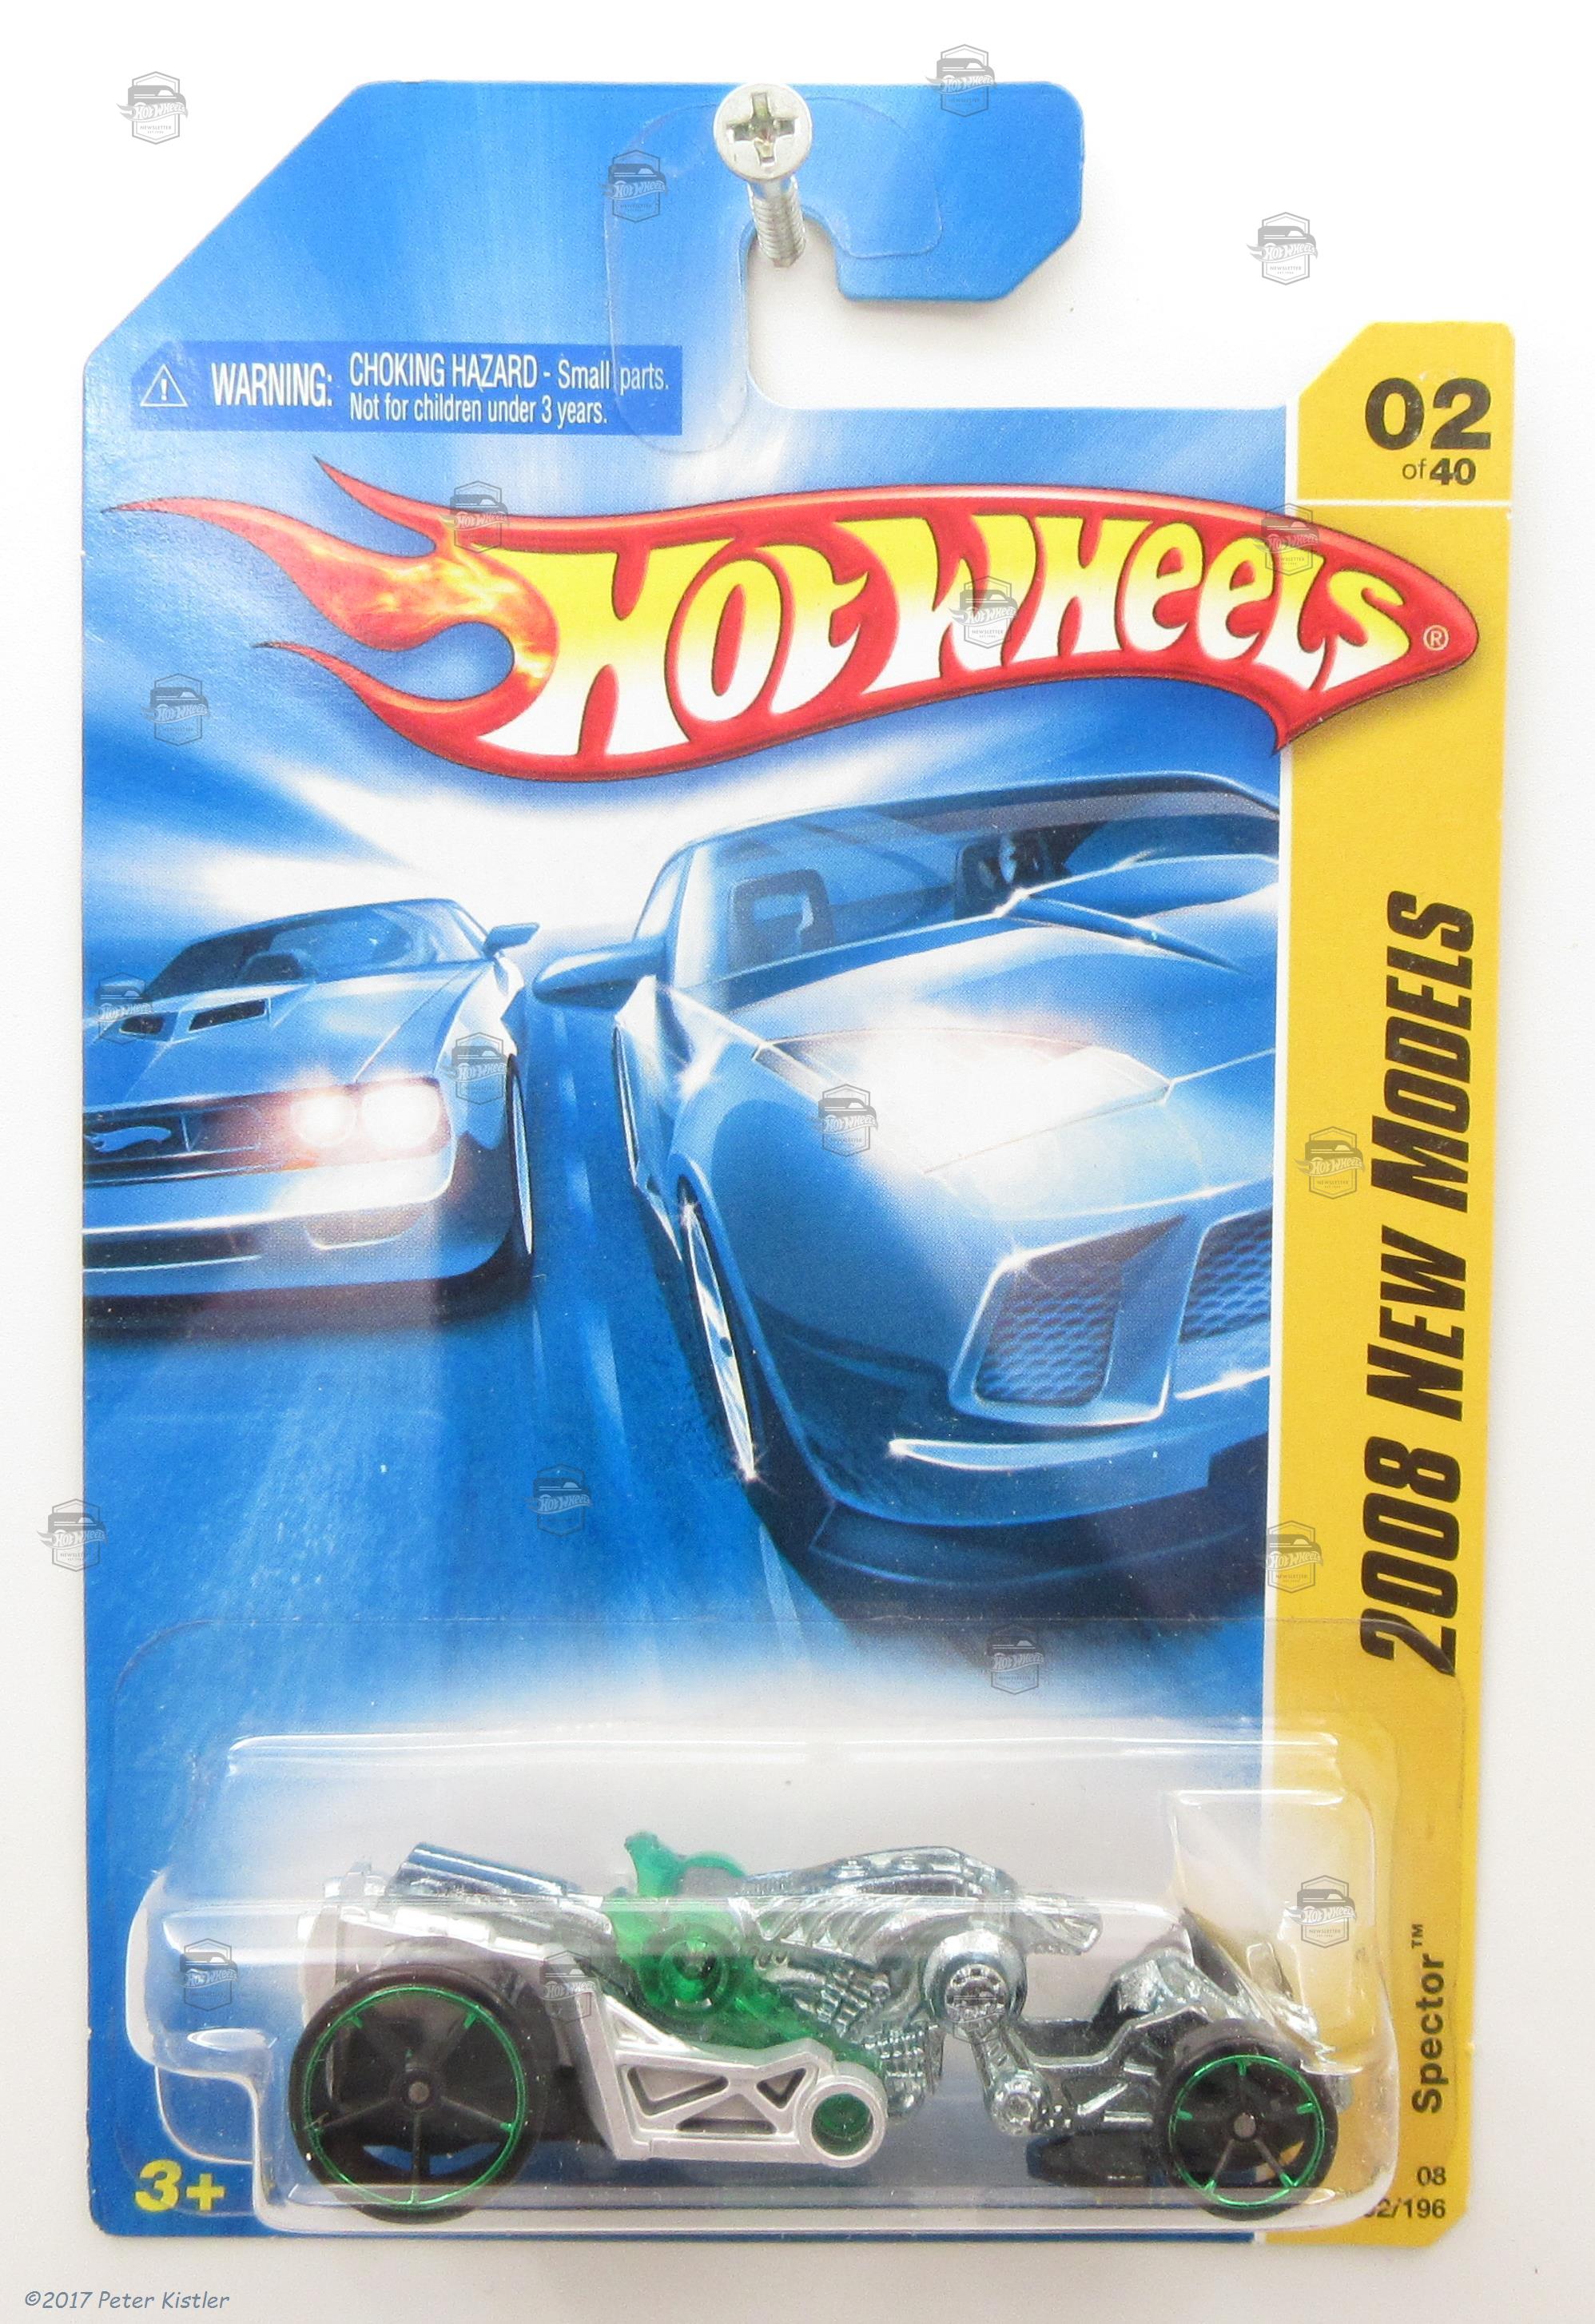 WARNING: CHOKING HAZARD - Small parts.
Not for children under 3 years.
02
of 40
HOT WHEELS ®
2008 NEW MODELS
Spector™
08
02/196
3+
©2017 Peter Kistler